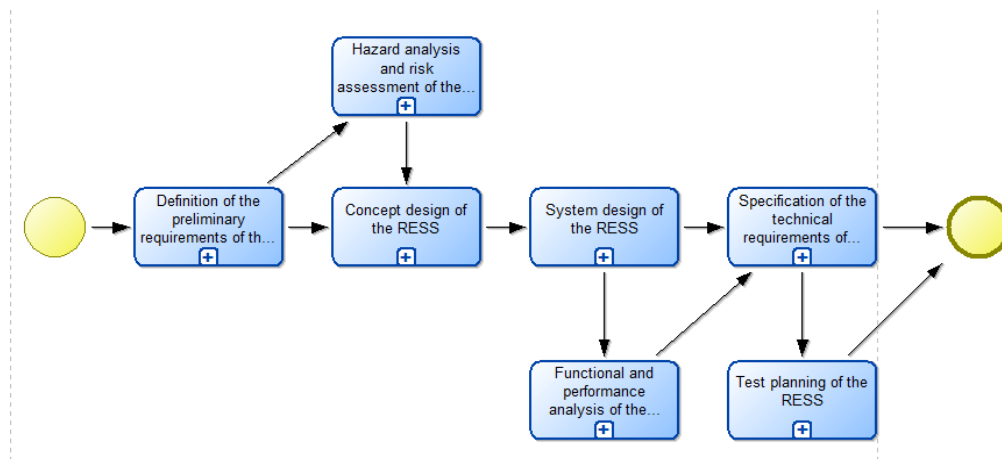 Hazard analysis
and risk
assessment of the...
Definition of the
preliminary
requirements of th...
Concept design of
the RESS
System design of
the RESS
Specification of the
technical
requirements of...
Functional and
performance
analysis of the...
Test planning of the
RESS